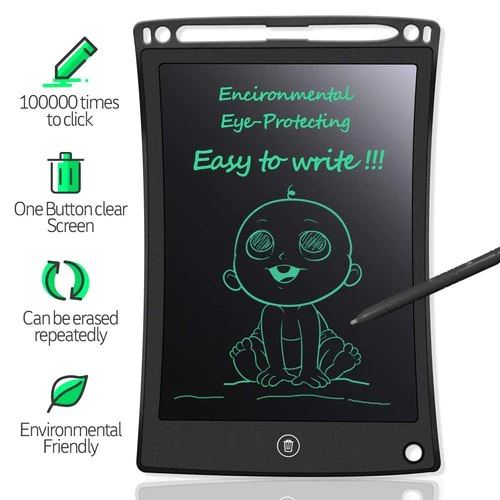 Encironmental
Eye-Protecting
Easy to write !!!
100000 times
to click
One Button clear
Screen
Can be erased
repeatedly
Environmental
Friendly